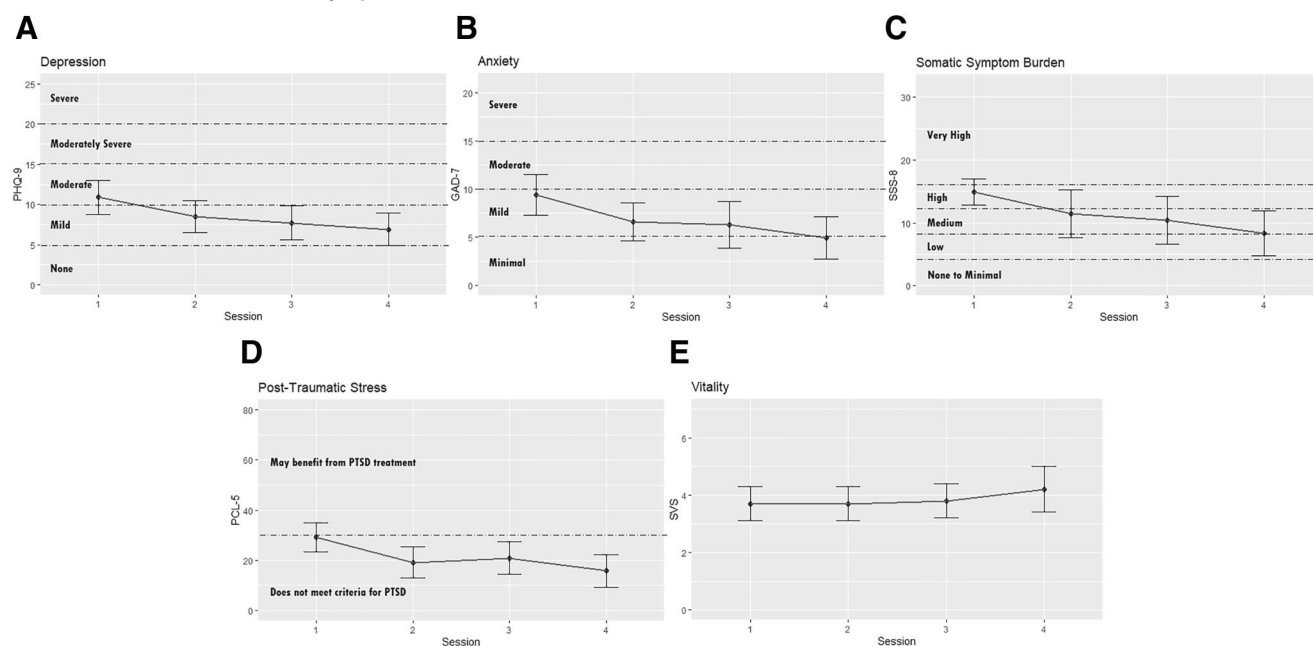 A
Depression
25
20
15
10
5
0
PHQ-9
Severe
Moderately Severe
Moderate
Mild
None
1 2 3 4
Session
B
Anxiety
20
15
10
5
0
GAD-7
Severe
Moderate
Mild
Minimal
1 2 3 4
Session
C
Somatic Symptom Burden
30
20
10
0
SSS-8
Very High
High
Medium
Low
None to Minimal
1 2 3 4
Session
D
Post-Traumatic Stress
80
60
40
20
0
PCL-5
May benefit from PTSD treatment
Does not meet criteria for PTSD
1 2 3 4
Session
E
Vitality
6
4
2
0
SVS
1 2 3 4
Session